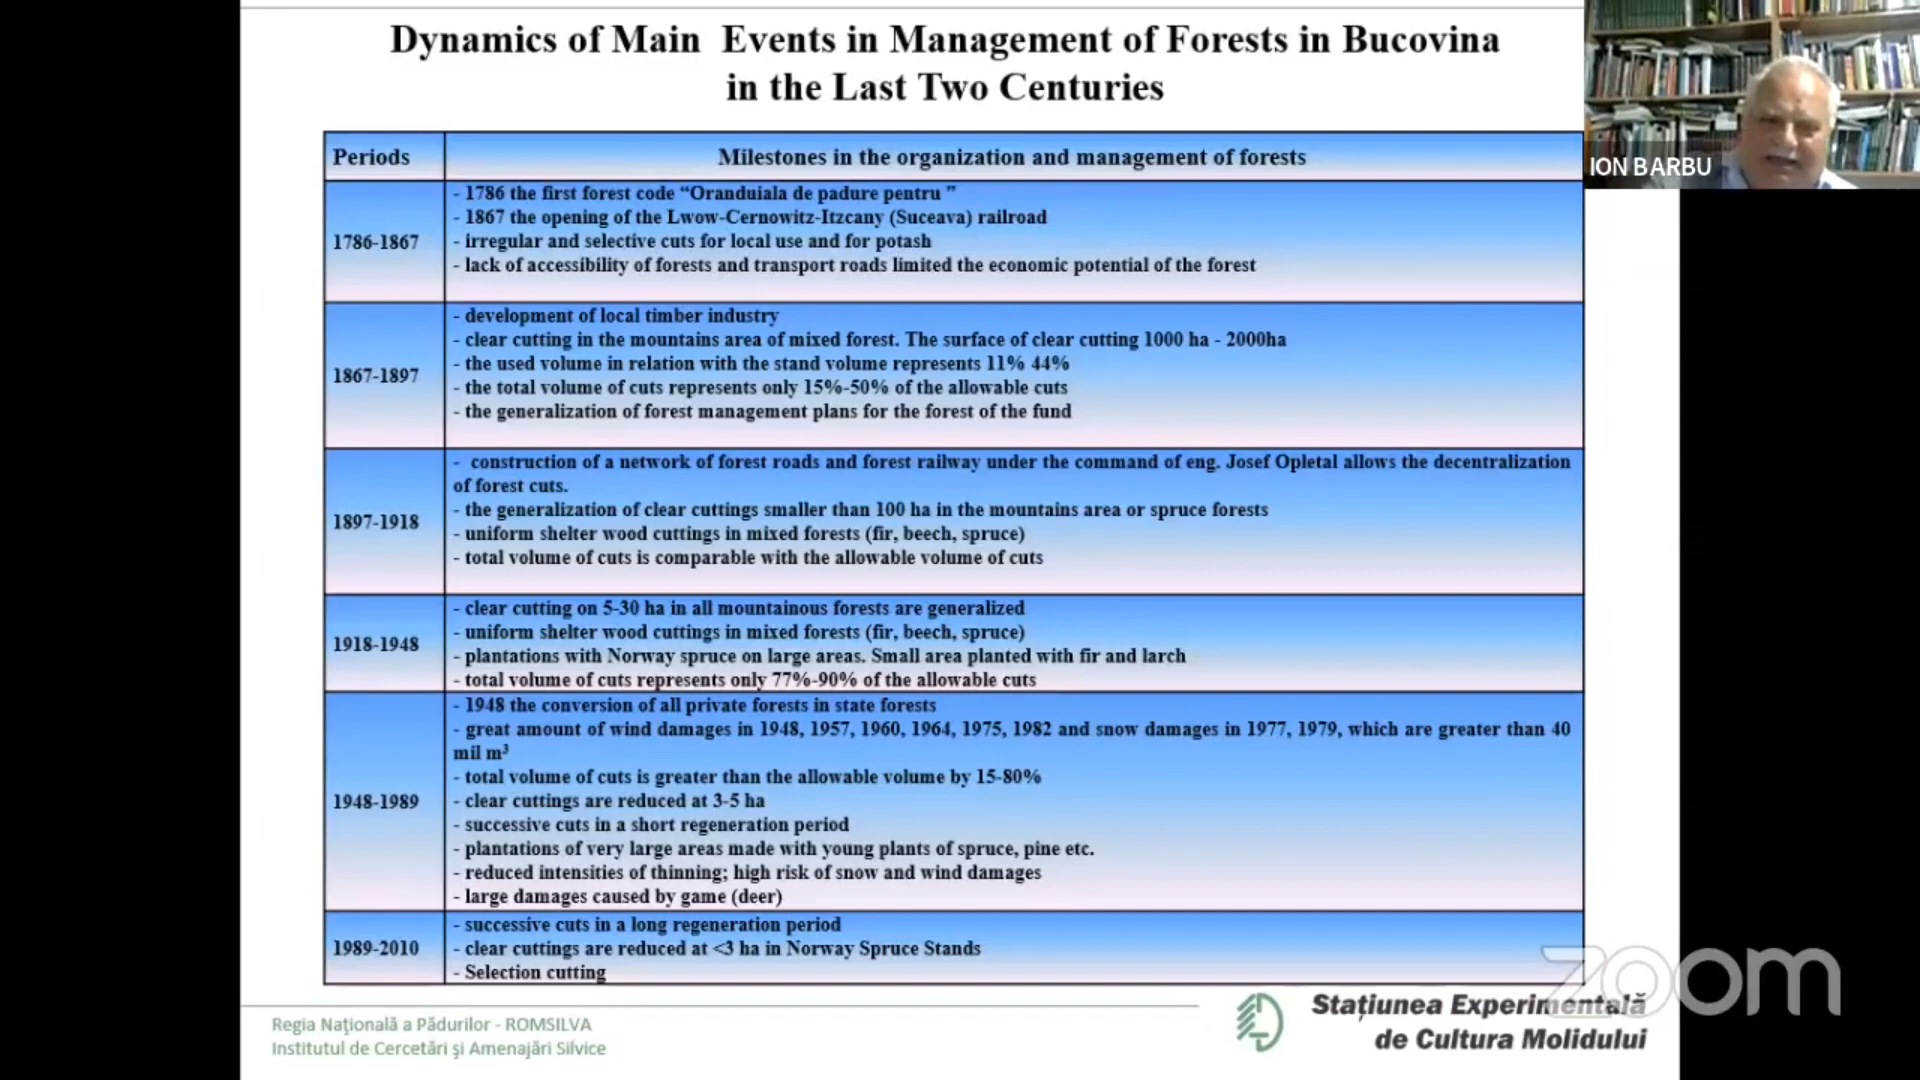 Dynamics of Main Events in Management of Forests in Bucovina
in the Last Two Centuries
ION BARBU
Periods
Milestones in the organization and management of forests
1786-1867
- 1786 the first forest code “Oranduiala de padure pentru ”
- 1867 the opening of the Lwow-Cernowitz-Itzcany (Suceava) railroad
- irregular and selective cuts for local use and for potash
- lack of accessibility of forests and transport roads limited the economic potential of the forest
1867-1897
- development of local timber industry
- clear cutting in the mountains area of mixed forest. The surface of clear cutting 1000 ha - 2000ha
- the used volume in relation with the stand volume represents 11% 44%
- the total volume of cuts represents only 15%-50% of the allowable cuts
- the generalization of forest management plans for the forest of the fund
1897-1918
- construction of a network of forest roads and forest railway under the command of eng. Josef Opletal allows the decentralization
of forest cuts.
- the generalization of clear cuttings smaller than 100 ha in the mountains area or spruce forests
- uniform shelter wood cuttings in mixed forests (fir, beech, spruce)
- total volume of cuts is comparable with the allowable volume of cuts
1918-1948
- clear cutting on 5-30 ha in all mountainous forests are generalized
- uniform shelter wood cuttings in mixed forests (fir, beech, spruce)
- plantations with Norway spruce on large areas. Small area planted with fir and larch
- total volume of cuts represents only 77%-90% of the allowable cuts
1948-1989
- 1948 the conversion of all private forests in state forests
- great amount of wind damages in 1948, 1957, 1960, 1964, 1975, 1982 and snow damages in 1977, 1979, which are greater than 40
mil m³
- total volume of cuts is greater than the allowable volume by 15-80%
- clear cuttings are reduced at 3-5 ha
- successive cuts in a short regeneration period
- plantations of very large areas made with young plants of spruce, pine etc.
- reduced intensities of thinning; high risk of snow and wind damages
- large damages caused by game (deer)
1989-2010
- successive cuts in a long regeneration period
- clear cuttings are reduced at <3 ha in Norway Spruce Stands
- Selection cutting
zoom
Regia Naţională a Pădurilor - ROMSILVA
Institutul de Cercetări şi Amenajări Silvice
Staţiunea Experimentală
de Cultura Molidului